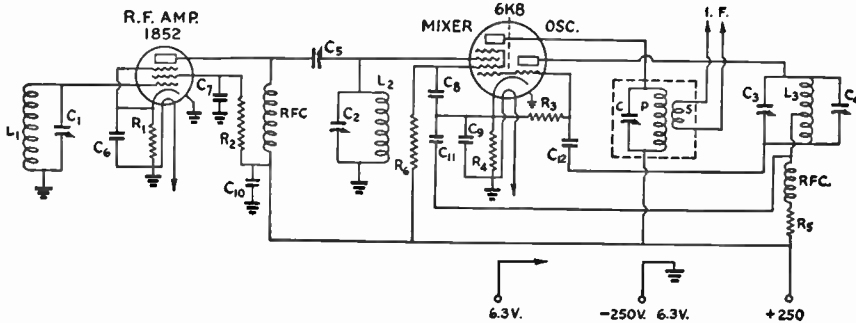 R.F. AMP.
1852
6K8
MIXER
OSC.
I. F.
L1
C1
C6
R1
C7
R2
C10
RFC
C5
C2
L2
R6
C8
C11
C9
R4
R3
C12
C
P
S
C3
L3
C4
RFC.
R5
6.3V.
-250V. 6.3V.
+250